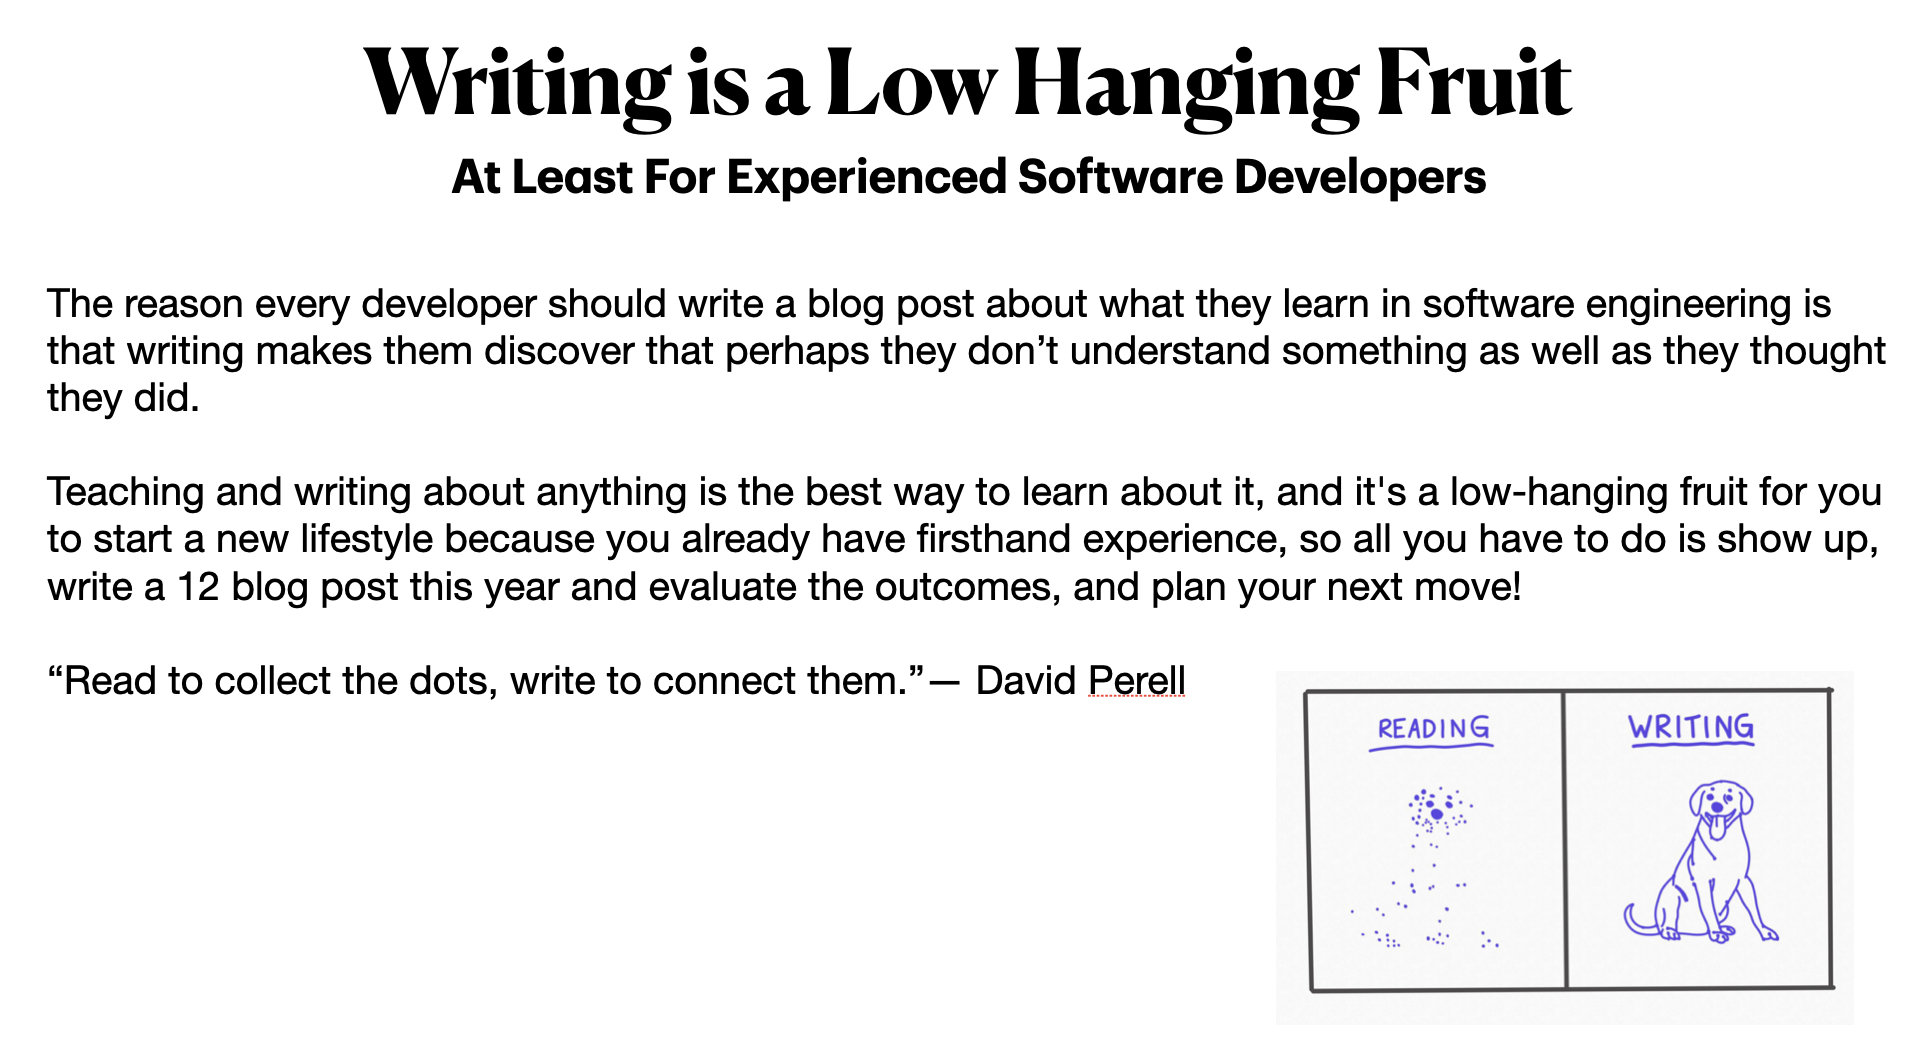 Writing is a Low Hanging Fruit
At Least For Experienced Software Developers
The reason every developer should write a blog post about what they learn in software engineering is
that writing makes them discover that perhaps they don’t understand something as well as they thought
they did.
Teaching and writing about anything is the best way to learn about it, and it's a low-hanging fruit for you
to start a new lifestyle because you already have firsthand experience, so all you have to do is show up,
write a 12 blog post this year and evaluate the outcomes, and plan your next move!
“Read to collect the dots, write to connect them.”— David Perell
READING
WRITING